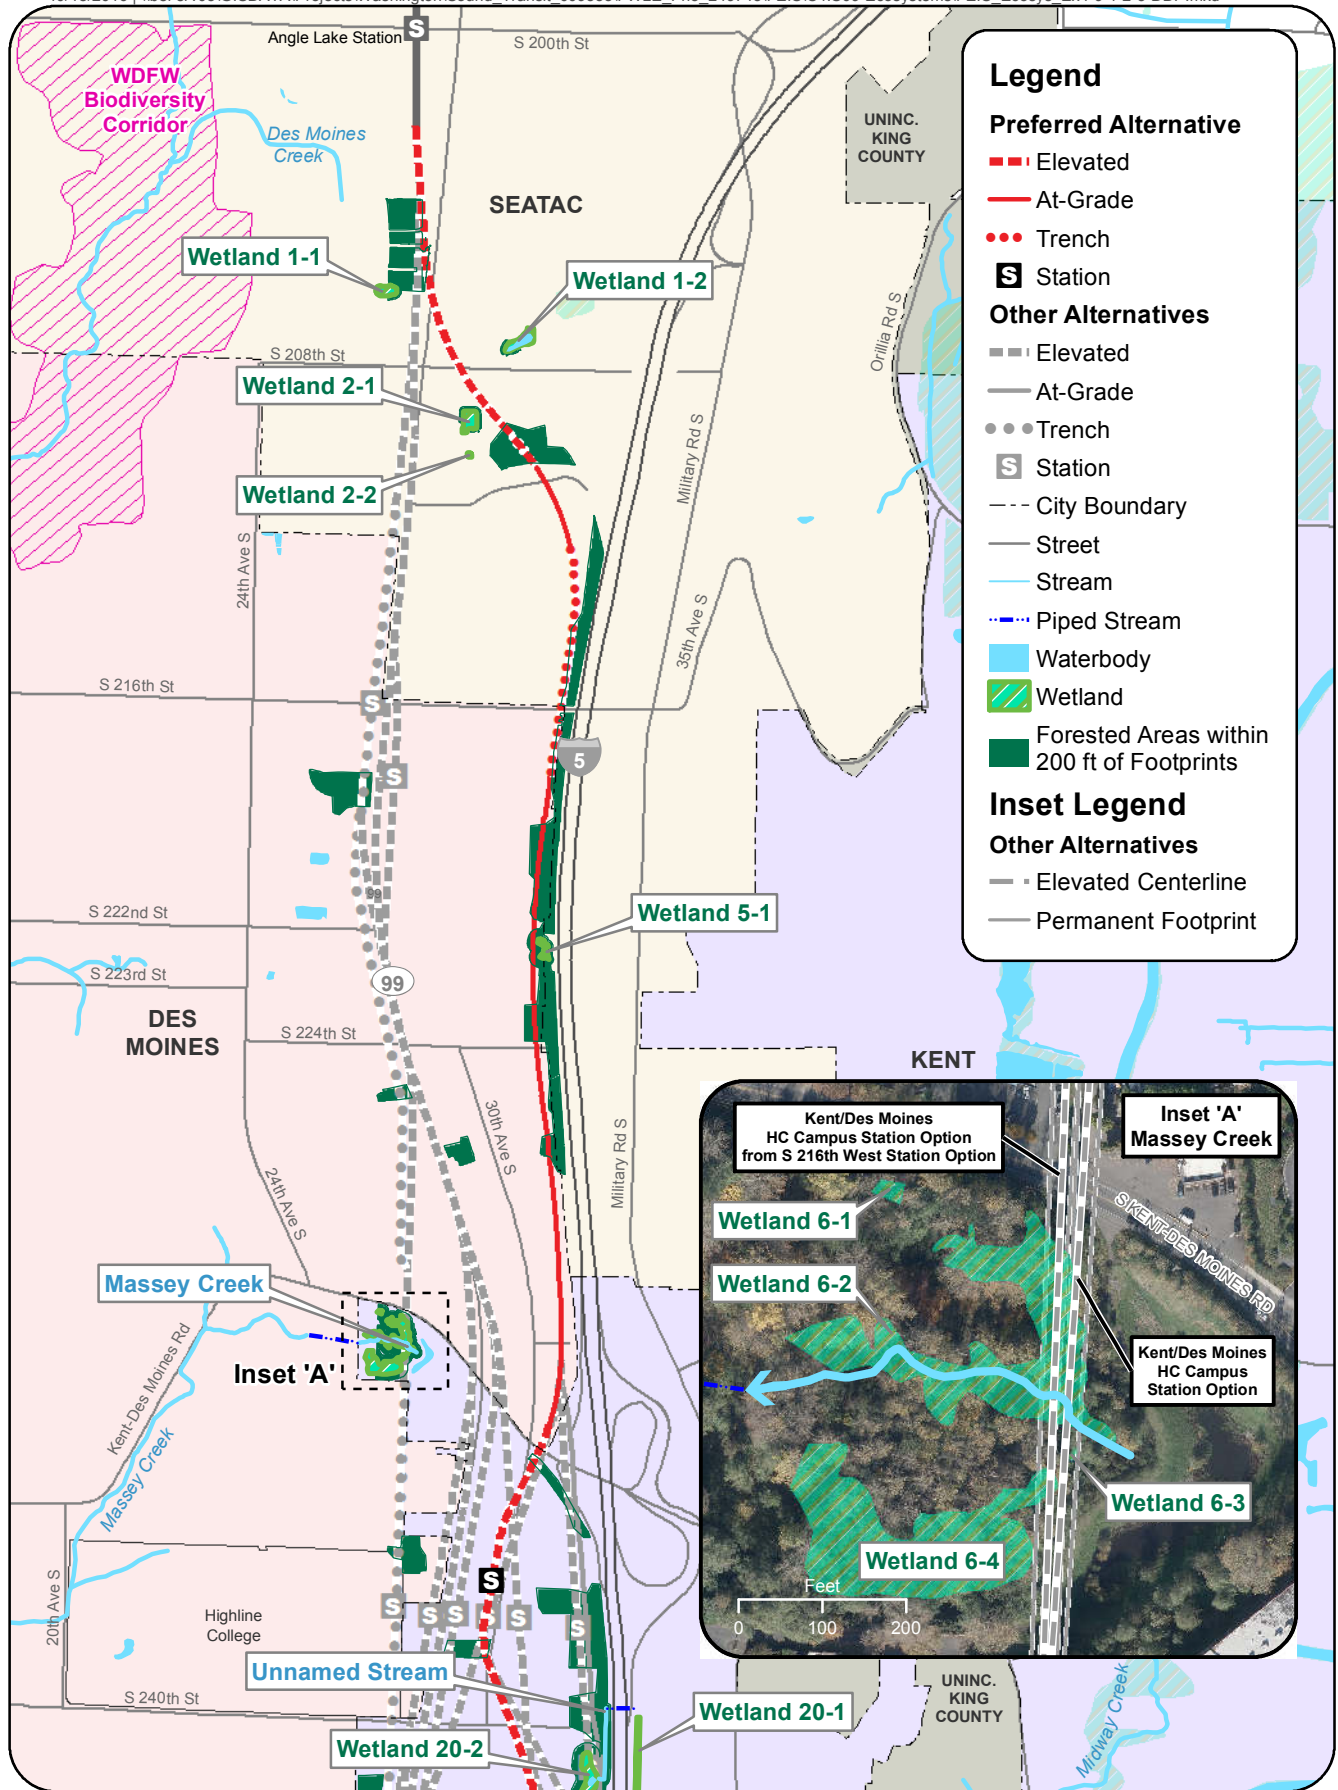 Angle Lake Station
S
S 200th St
WDFW
Biodiversity
Corridor
Des Moines
Creek
SEATAC
UNINC.
KING
COUNTY
Wetland 1-1
Wetland 1-2
S 208th St
Orillia Rd S
Wetland 2-1
Wetland 2-2
Military Rd S
24th Ave S
35th Ave S
S 216th St
S
S
5
99
S 222nd St
Wetland 5-1
S 223rd St
99
DES
MOINES
S 224th St
KENT
30th Ave S
24th Ave S
Military Rd S
Massey Creek
Inset 'A'
Kent-Des Moines Rd
Massey Creek
20th Ave S
Highline
College
S
S
S
S
S
S
Unnamed Stream
S 240th St
Wetland 20-1
Wetland 20-2
UNINC.
KING
COUNTY
Midway Creek
Legend
Preferred Alternative
Elevated
At-Grade
Trench
S Station
Other Alternatives
Elevated
At-Grade
Trench
S Station
City Boundary
Street
Stream
Piped Stream
Waterbody
Wetland
Forested Areas within
200 ft of Footprints
Inset Legend
Other Alternatives
Elevated Centerline
Permanent Footprint
Kent/Des Moines
HC Campus Station Option
from S 216th West Station Option
Inset 'A'
Massey Creek
Wetland 6-1
S KENT-DES MOINES RD
Wetland 6-2
Kent/Des Moines
HC Campus
Station Option
Wetland 6-3
Wetland 6-4
Feet
0 100 200